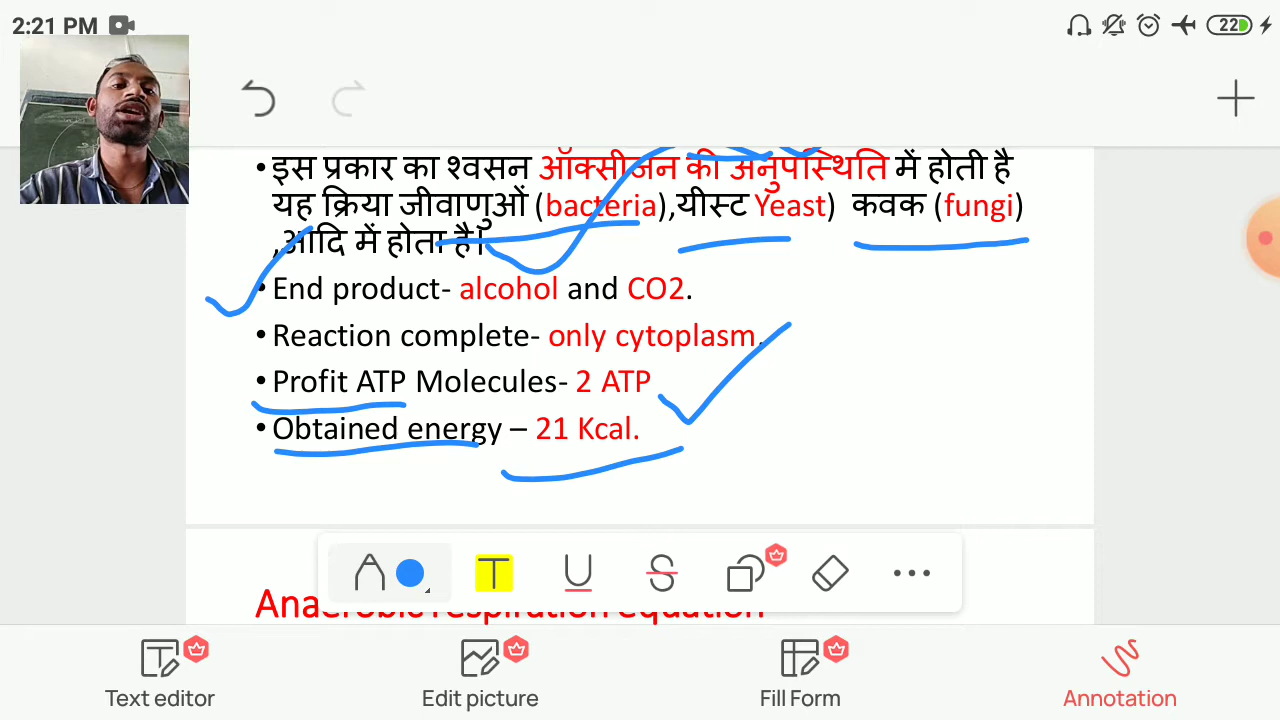 2:21 PM
22
•इस प्रकार का श्वसन ऑक्सीजन की अनुपस्थिति में होती है
यह क्रिया जीवाणुओं (bacteria),यीस्ट Yeast) कवक (fungi)
,आदि में होता है।
•End product- alcohol and CO2.
•Reaction complete- only cytoplasm.
•Profit ATP Molecules- 2 ATP
•Obtained energy – 21 Kcal.
T
U
S
Anaerobic respiration equation
Text editor
Edit picture
Fill Form
Annotation